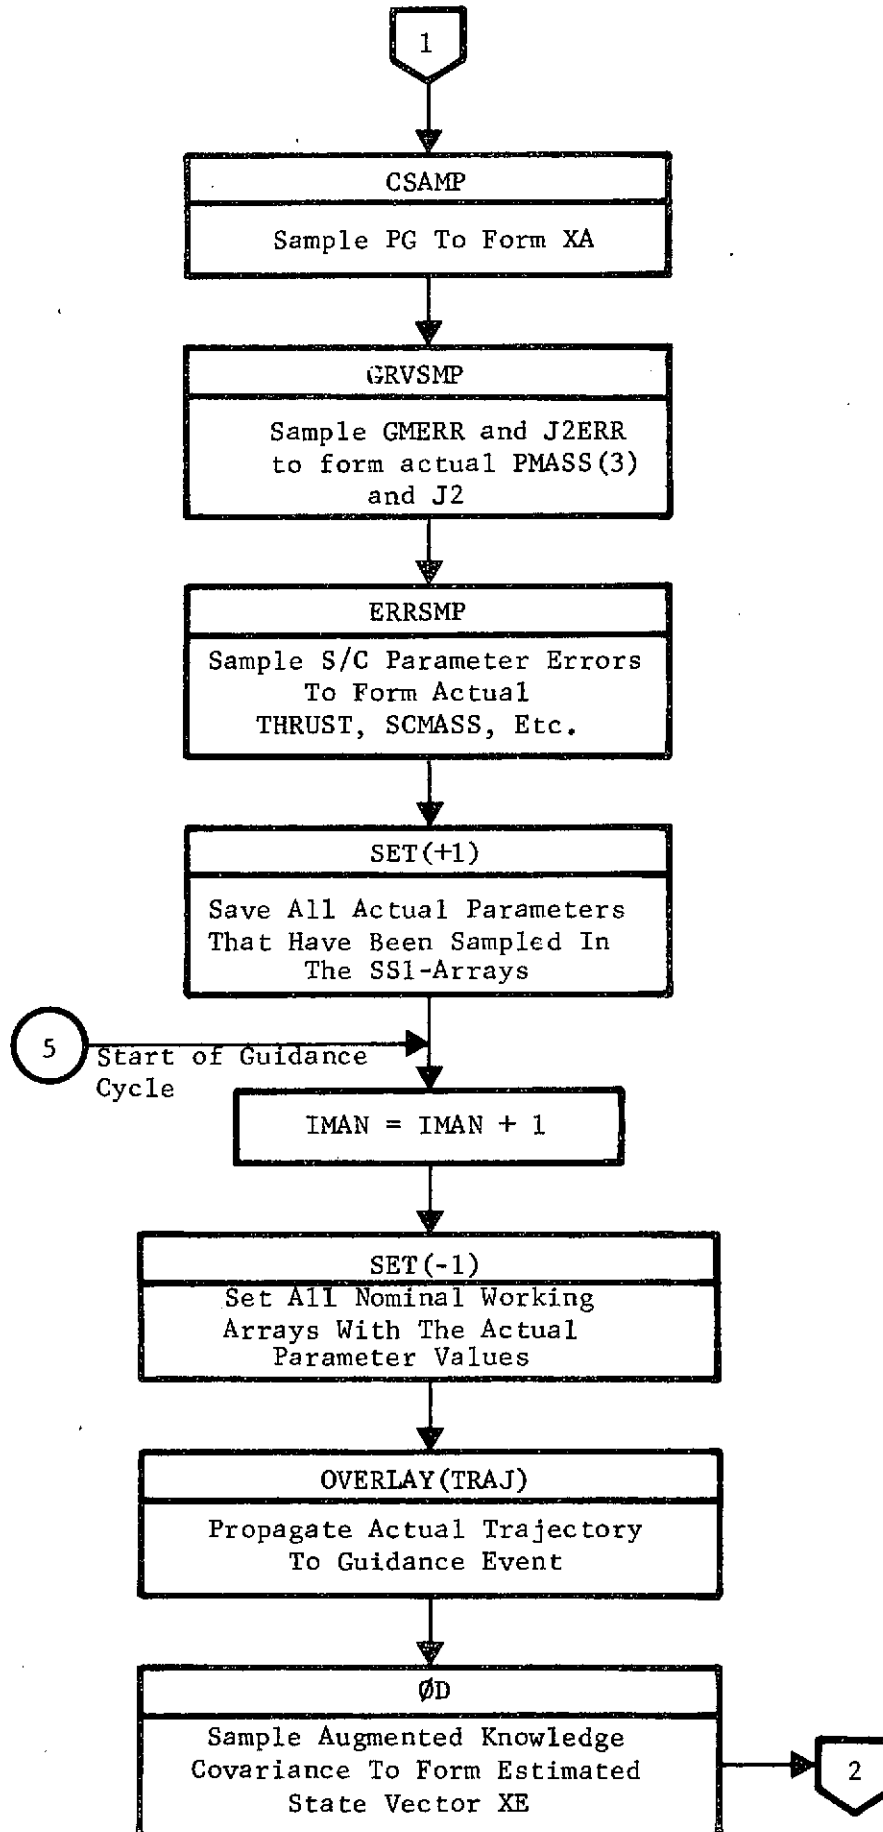 1
CSAMP
Sample PG To Form XA
GRVSMP
Sample GMERR and J2ERR
to form actual PMASS(3)
and J2
ERRSMP
Sample S/C Parameter Errors
To Form Actual
THRUST, SCMASS, Etc.
SET(+1)
Save All Actual Parameters
That Have Been Sampled In
The SS1-Arrays
5
Start of Guidance
Cycle
IMAN = IMAN + 1
SET(-1)
Set All Nominal Working
Arrays With The Actual
Parameter Values
OVERLAY(TRAJ)
Propagate Actual Trajectory
To Guidance Event
ØD
Sample Augmented Knowledge
Covariance To Form Estimated
State Vector XE
2